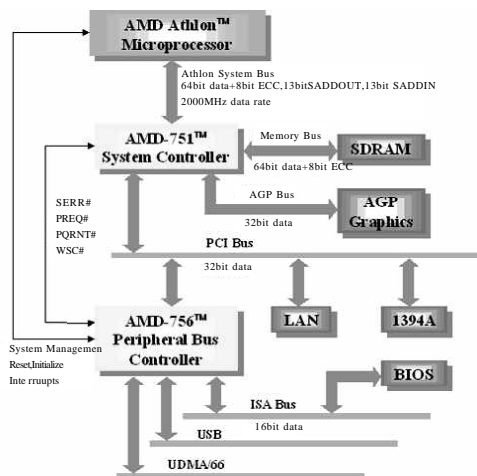 AMD Athlon™
Microprocessor
Athlon System Bus
64bit data+8bit ECC,13bitSADDOUT,13bit SADDIN
2000MHz data rate
AMD-751™
System Controller
Memory Bus
64bit data+8bit ECC
SDRAM
AGP Bus
32bit data
AGP
Graphics
SERR#
PREQ#
PQRNT#
WSC#
PCI Bus
32bit data
AMD-756™
Peripheral Bus
Controller
LAN
1394A
System Managemen
Reset,Initialize
Inte rruupts
BIOS
ISA Bus
16bit data
USB
UDMA/66